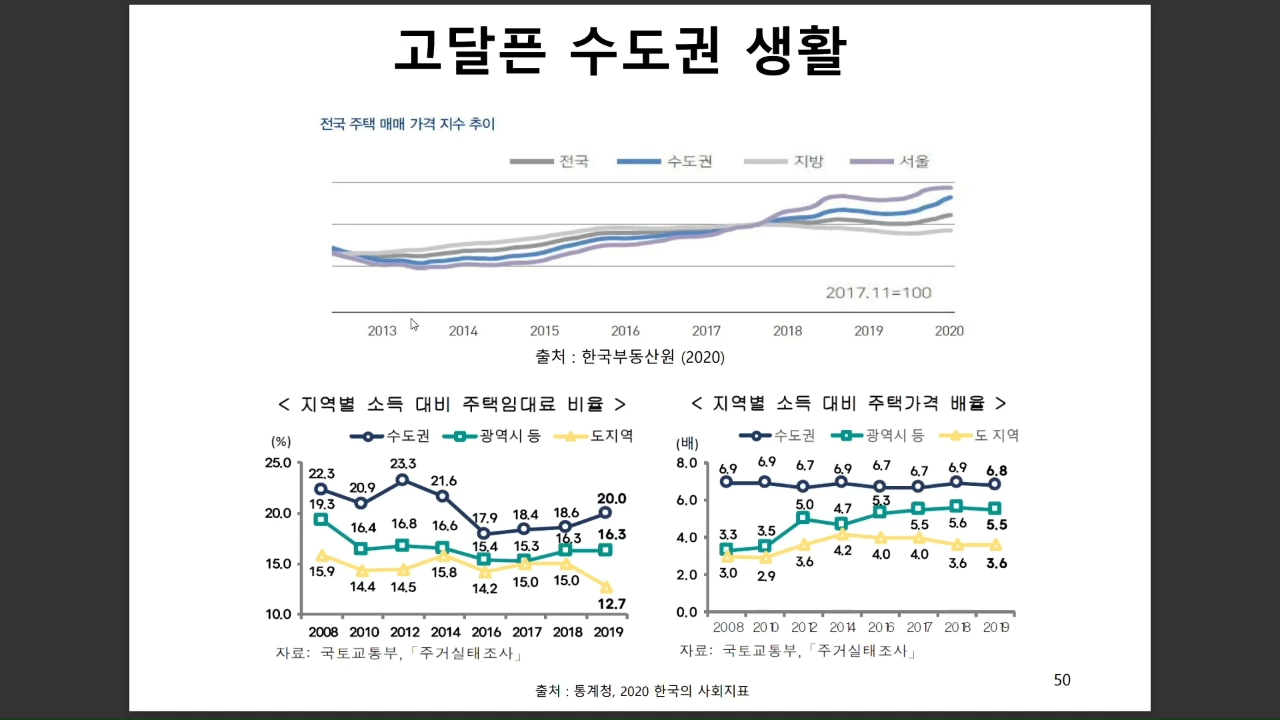 고달픈 수도권 생활
전국 주택 매매 가격 지수 추이
전국 수도권 지방 서울
2017.11=100
2013 2014 2015 2016 2017 2018 2019 2020
출처 : 한국부동산원 (2020)
< 지역별 소득 대비 주택임대료 비율 >
(%) 수도권 광역시 등 도지역
25.0
20.0
15.0
10.0
22.3 20.9 23.3 21.6 17.9 18.4 18.6 20.0
19.3 16.4 16.8 16.6 15.4 15.3 16.3 16.3
15.9 14.4 14.5 15.8 14.2 15.0 15.0 12.7
2008 2010 2012 2014 2016 2017 2018 2019
자료: 국토교통부,「주거실태조사」
< 지역별 소득 대비 주택가격 배율 >
(배) 수도권 광역시 등 도 지역
8.0
6.0
4.0
2.0
0.0
6.9 6.9 6.7 6.9 6.7 6.7 6.9 6.8
3.3 3.5 5.0 4.7 5.3 5.5 5.6 5.5
3.0 2.9 3.6 4.2 4.0 4.0 3.6 3.6
2008 2010 2012 2014 2016 2017 2018 2019
자료: 국토교통부,「주거실태조사」
출처 : 통계청, 2020 한국의 사회지표
50